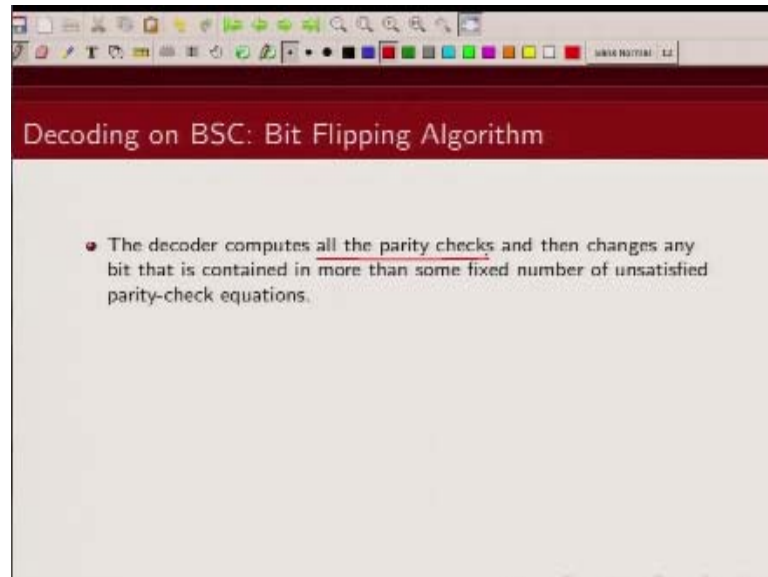 Decoding on BSC: Bit Flipping Algorithm
The decoder computes all the parity checks and then changes any
bit that is contained in more than some fixed number of unsatisfied
parity-check equations.